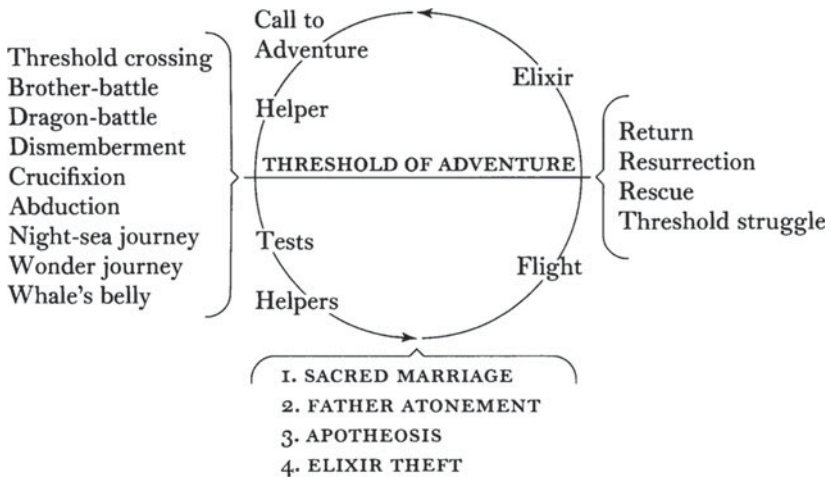 Call to
Adventure
Helper
Threshold crossing
Brother-battle
Dragon-battle
Dismemberment
Crucifixion
Abduction
Night-sea journey
Wonder journey
Whale's belly
Elixir
THRESHOLD OF ADVENTURE
Return
Resurrection
Rescue
Threshold struggle
Tests
Helpers
Flight
1. SACRED MARRIAGE
2. FATHER ATONEMENT
3. APOTHEOSIS
4. ELIXIR THEFT